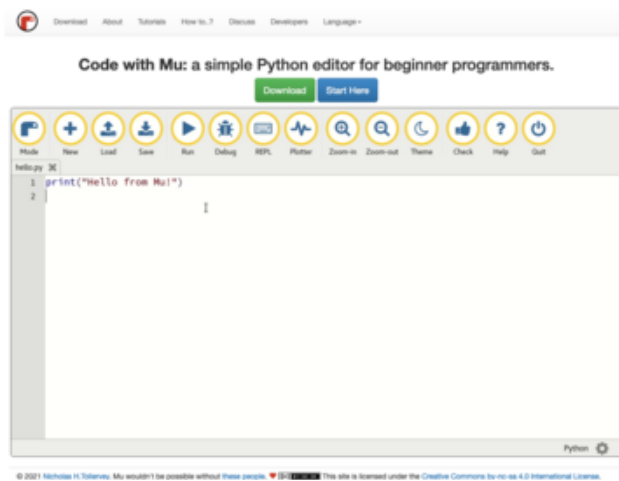 Download About Tutorials How to..? Discuss Developers Language
Code with Mu: a simple Python editor for beginner programmers.
Download Start Here
Mode New Load Save Run Debug REPL Plotter Zoom-in Zoom-out Theme Check Help Quit
hello.py
1 print("Hello from Mu!")
2
Python
© 2021 Nicholas H.Tollervey. Mu wouldn't be possible without these people. This site is licensed under the Creative Commons by-nc-sa 4.0 International License.